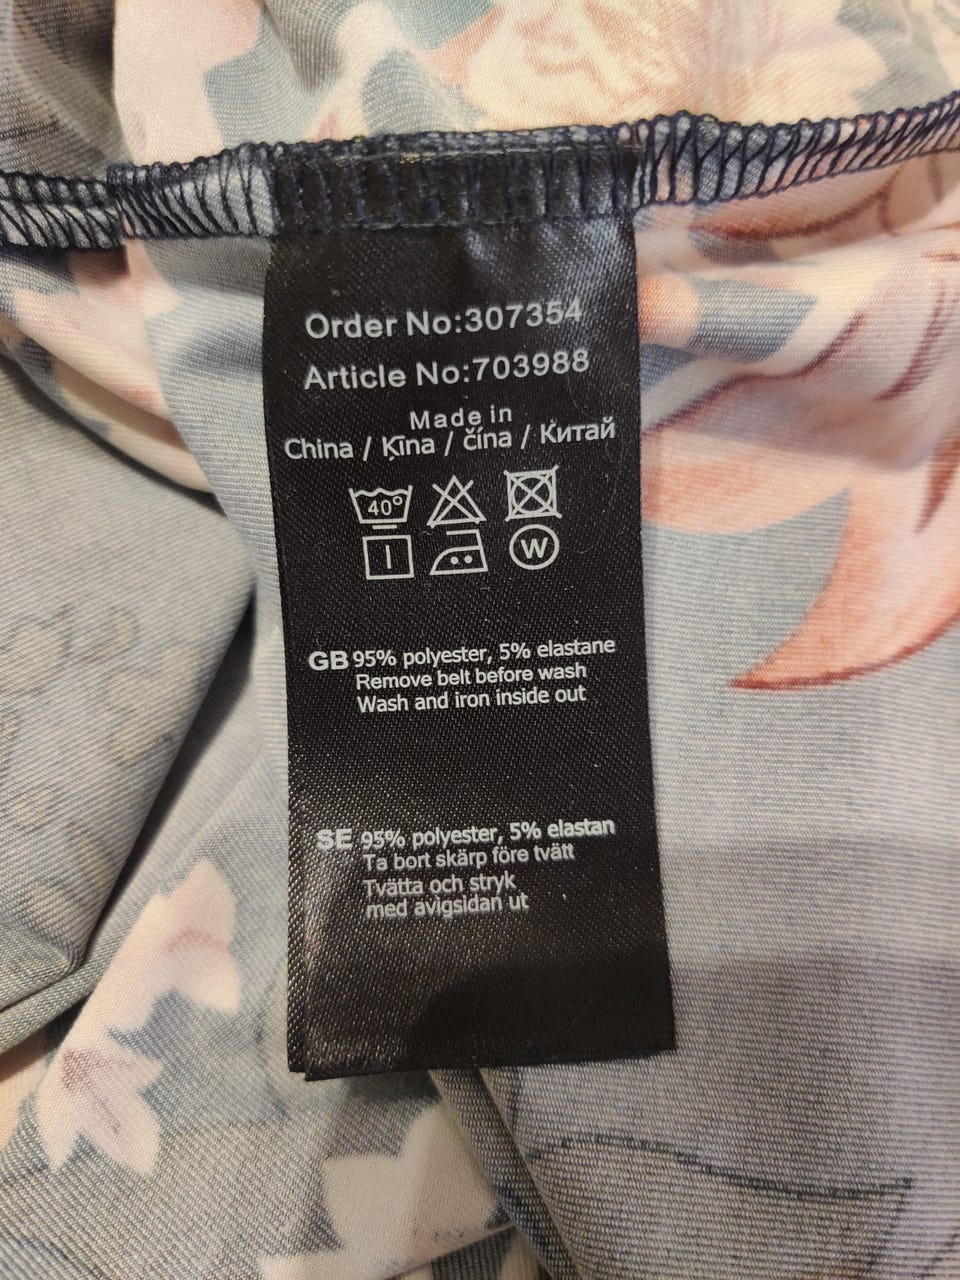 Order No:307354
Article No:703988
Made in
China / Ķīna / čína / Китай
40°
W
GB 95% polyester, 5% elastane
Remove belt before wash
Wash and iron inside out
SE 95% polyester, 5% elastan
Ta bort skärp före tvätt
Tvätta och stryk
med avigsidan ut